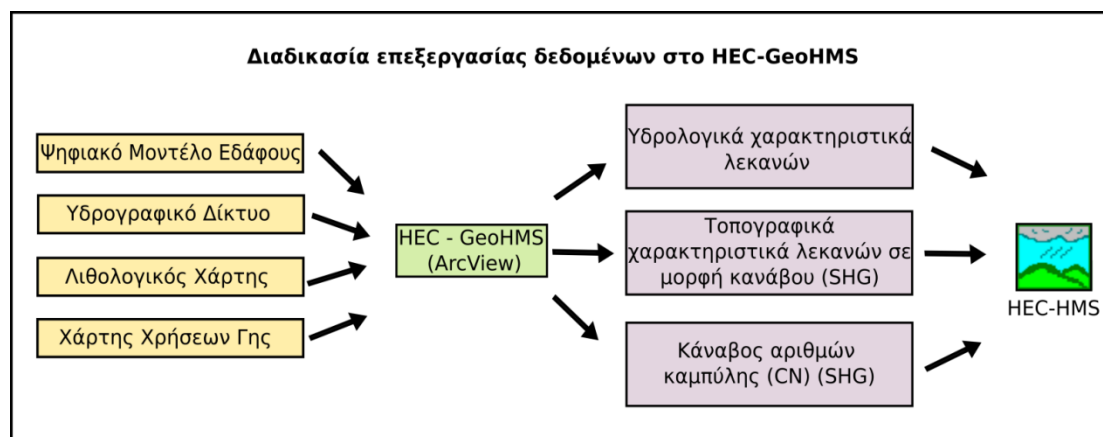 Διαδικασία επεξεργασίας δεδομένων στο HEC-GeoHMS
Ψηφιακό Μοντέλο Εδάφους
Υδρογραφικό Δίκτυο
Λιθολογικός Χάρτης
Χάρτης Χρήσεων Γης
HEC - GeoHMS
(ArcView)
Υδρολογικά χαρακτηριστικά
λεκανών
Τοπογραφικά
χαρακτηριστικά λεκανών σε
μορφή κανάβου (SHG)
Κάναβος αριθμών
καμπύλης (CN) (SHG)
HEC-HMS